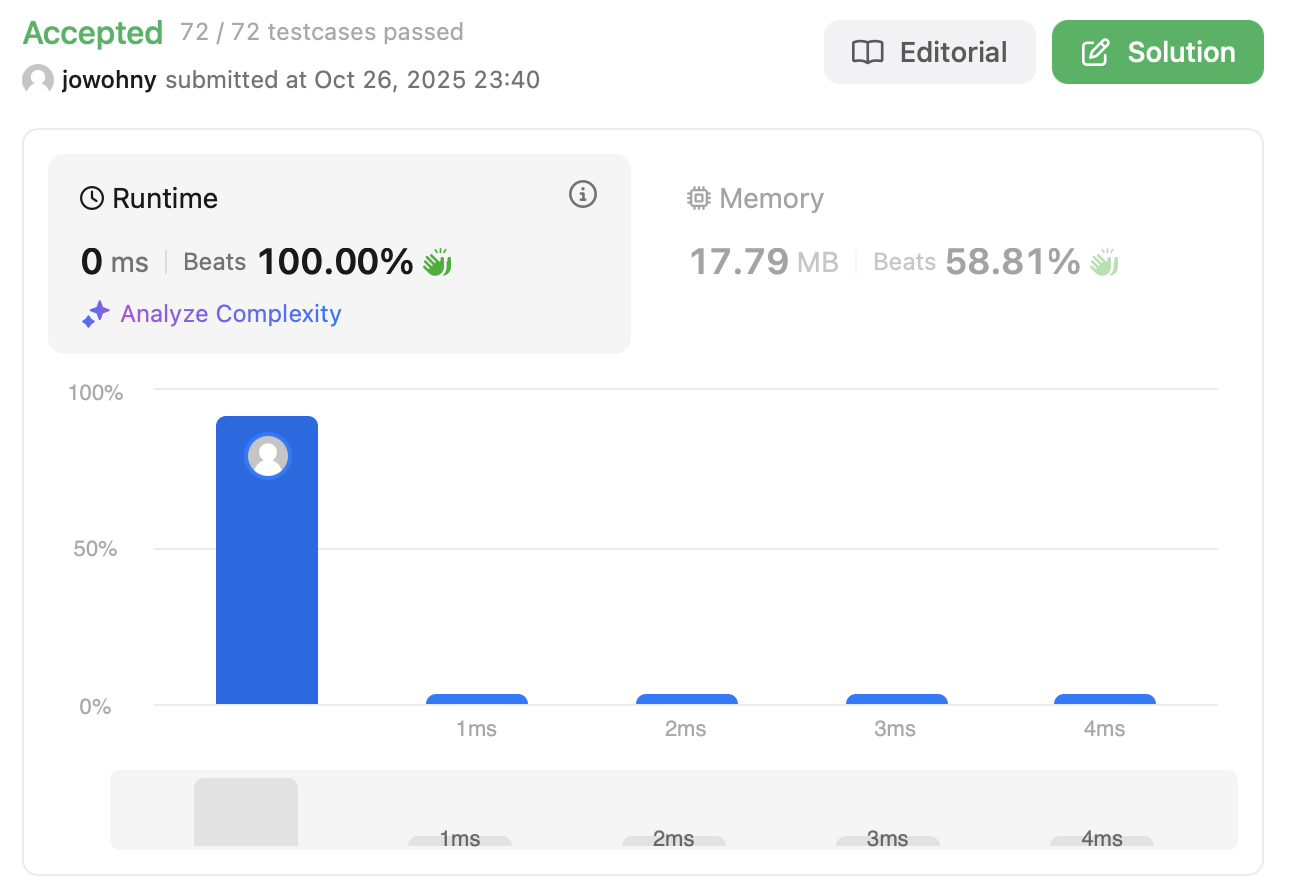 Accepted 72 / 72 testcases passed
jowohny submitted at Oct 26, 2025 23:40
Editorial
Solution
Runtime
0 ms Beats 100.00%
Analyze Complexity
Memory
17.79 MB Beats 58.81%
100%
50%
0%
1ms 2ms 3ms 4ms
1ms 2ms 3ms 4ms